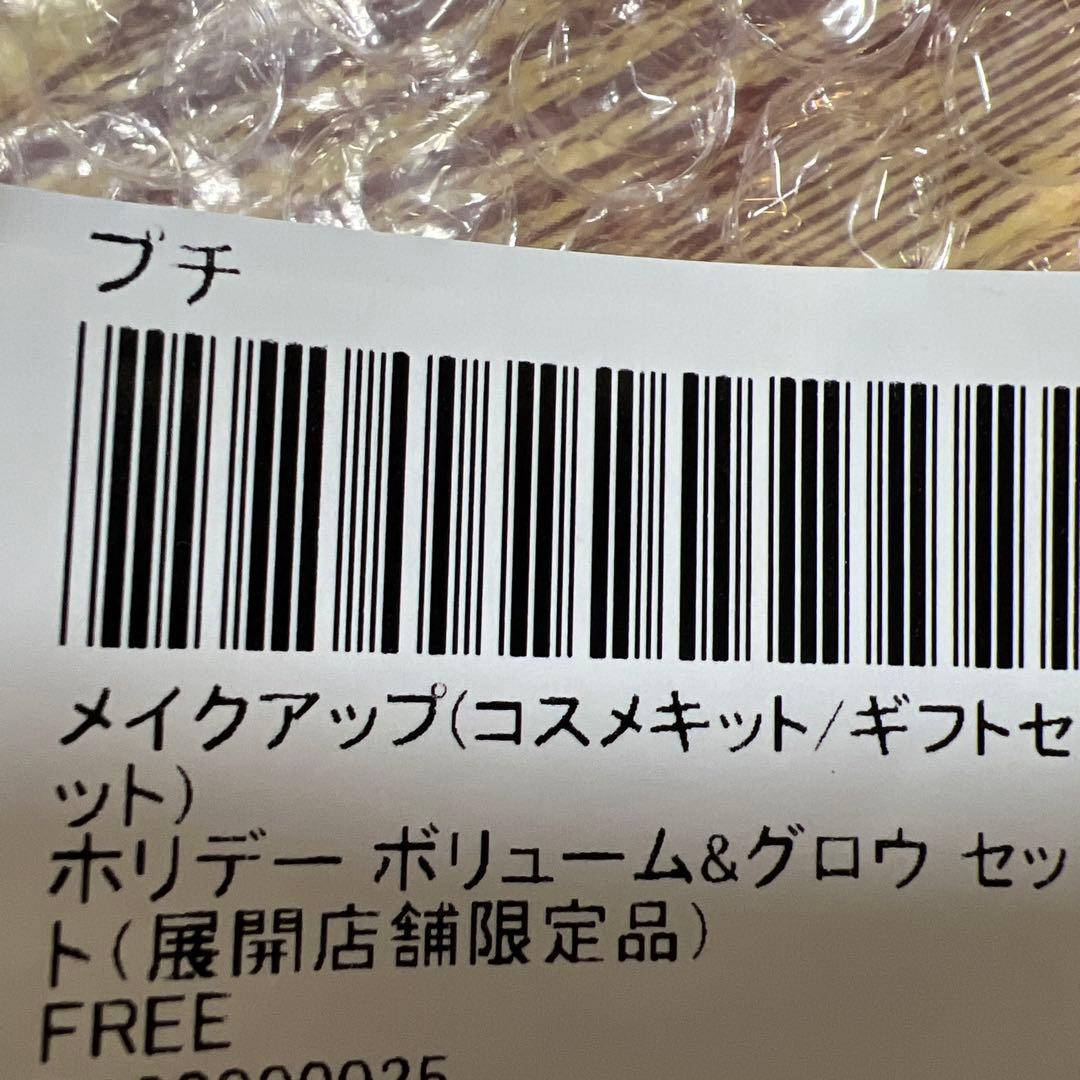 プチ
メイクアップ(コスメキット/ギフトセ
ット)
ホリデー ボリューム&グロウ セッ
ト(展開店舗限定品)
FREE